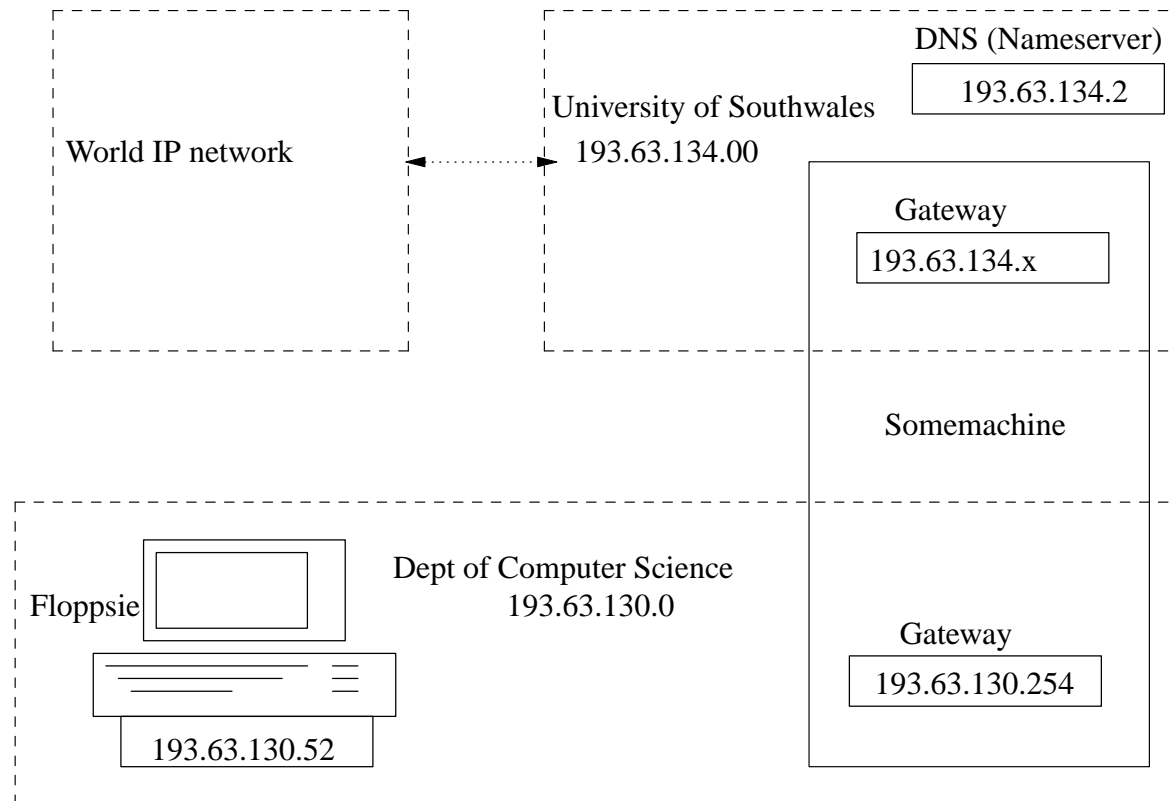 DNS (Nameserver)
193.63.134.2
University of Southwales
193.63.134.00
World IP network
Gateway
193.63.134.x
Somemachine
Dept of Computer Science
193.63.130.0
Floppsie
Gateway
193.63.130.254
193.63.130.52